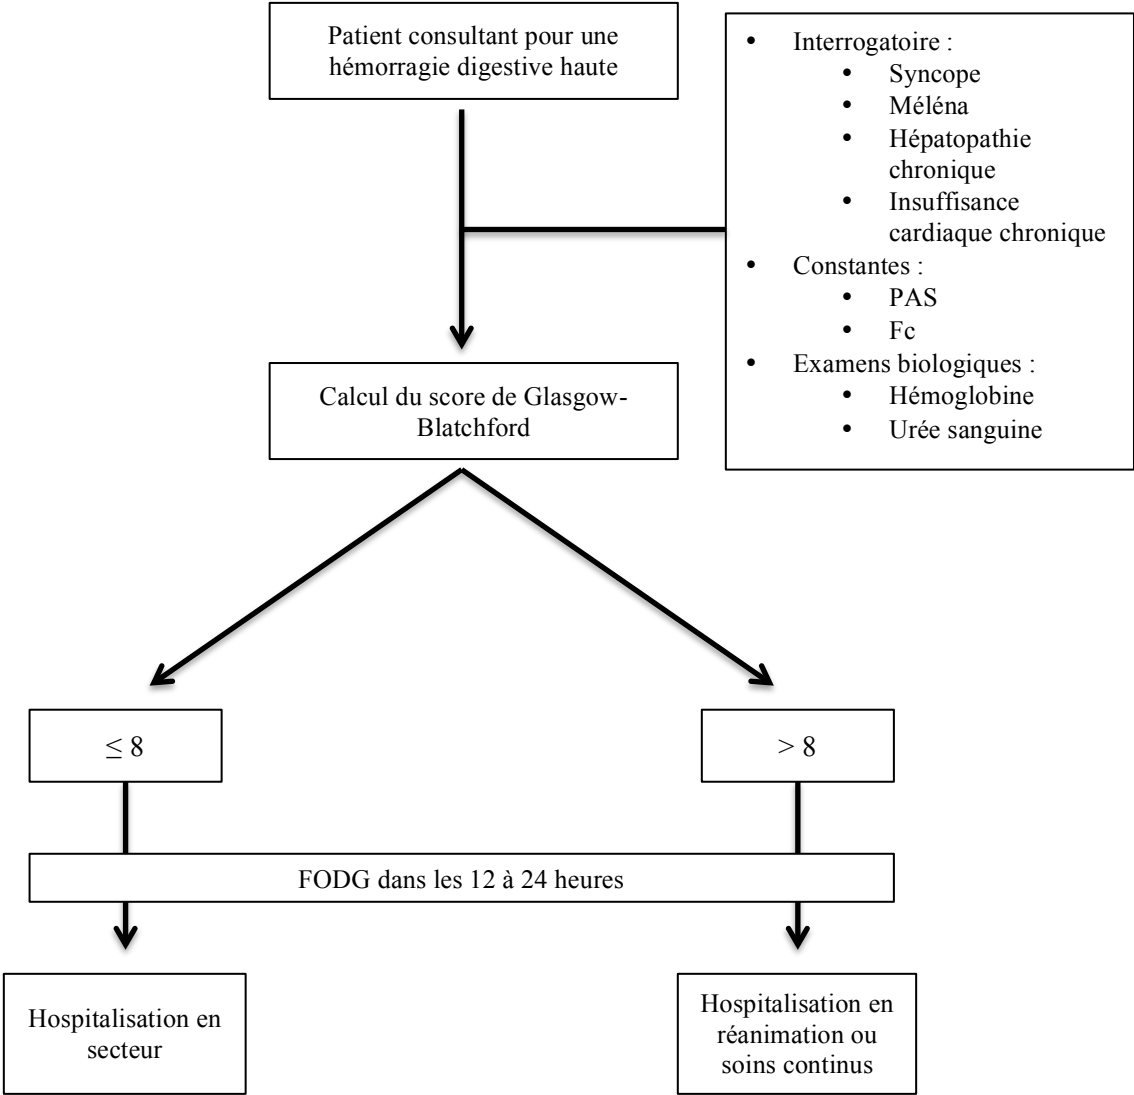 Patient consultant pour une
hémorragie digestive haute
• Interrogatoire :
• Syncope
• Méléna
• Hépatopathie
chronique
• Insuffisance
cardiaque chronique
• Constantes :
• PAS
• Fc
• Examens biologiques :
• Hémoglobine
• Urée sanguine
Calcul du score de Glasgow-
Blatchford
≤ 8
> 8
FODG dans les 12 à 24 heures
Hospitalisation en
secteur
Hospitalisation en
réanimation ou
soins continus